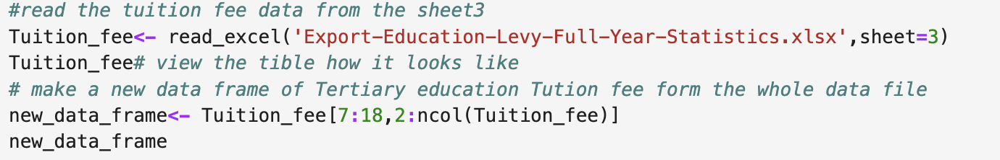 #read the tuition fee data from the sheet3
Tuition_fee<- read_excel('Export-Education-Levy-Full-Year-Statistics.xlsx',sheet=3)
Tuition_fee# view the tible how it looks like
# make a new data frame of Tertiary education Tution fee form the whole data file
new_data_frame<- Tuition_fee[7:18,2:ncol(Tuition_fee)]
new_data_frame